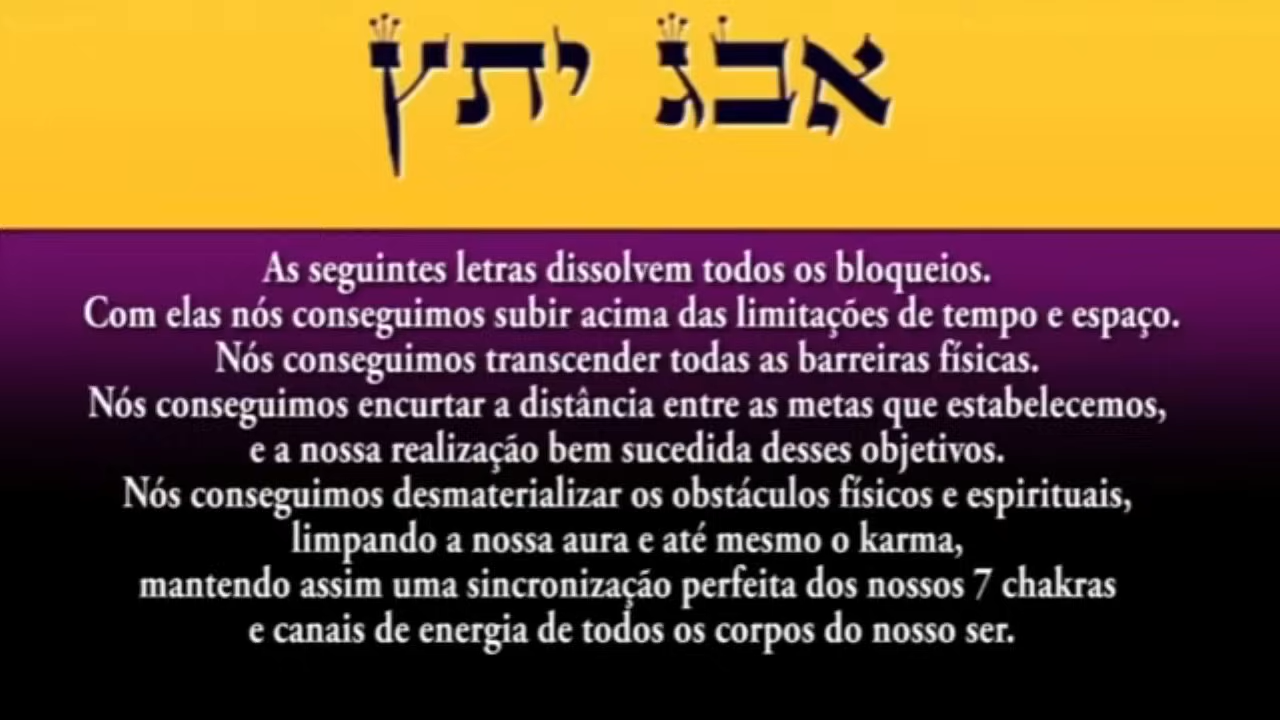 אבג יתץ
As seguintes letras dissolvem todos os bloqueios.
Com elas nós conseguimos subir acima das limitações de tempo e espaço.
Nós conseguimos transcender todas as barreiras físicas.
Nós conseguimos encurtar a distância entre as metas que estabelecemos,
e a nossa realização bem sucedida desses objetivos.
Nós conseguimos desmaterializar os obstáculos físicos e espirituais,
limpando a nossa aura e até mesmo o karma,
mantendo assim uma sincronização perfeita dos nossos 7 chakras
e canais de energia de todos os corpos do nosso ser.